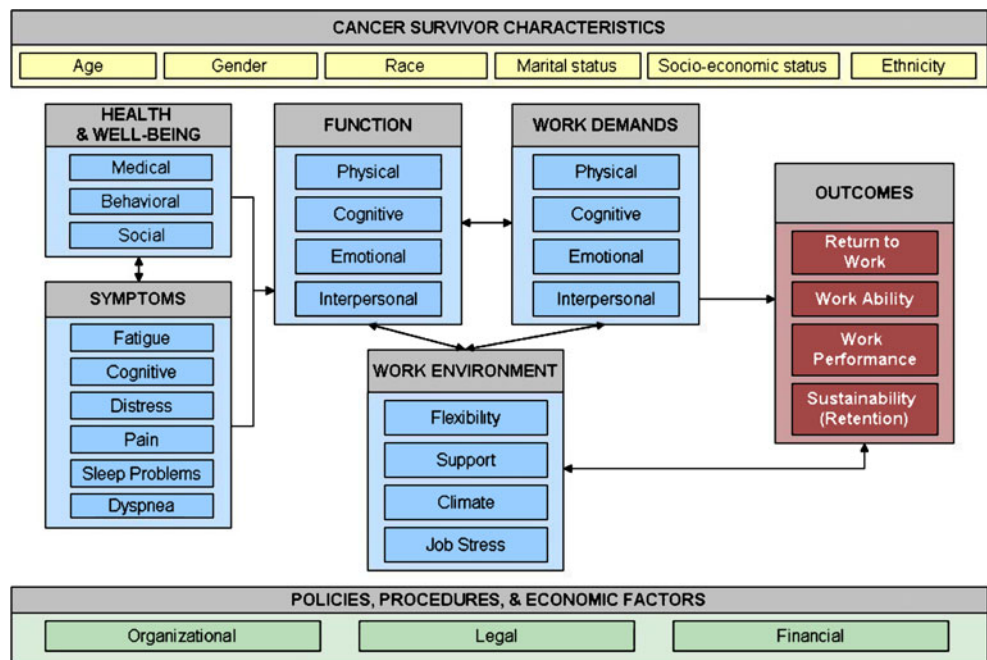 CANCER SURVIVOR CHARACTERISTICS
Age
Gender
Race
Marital status
Socio-economic status
Ethnicity
HEALTH
& WELL-BEING
Medical
Behavioral
Social
SYMPTOMS
Fatigue
Cognitive
Distress
Pain
Sleep Problems
Dyspnea
FUNCTION
Physical
Cognitive
Emotional
Interpersonal
WORK DEMANDS
Physical
Cognitive
Emotional
Interpersonal
WORK ENVIRONMENT
Flexibility
Support
Climate
Job Stress
OUTCOMES
Return to
Work
Work Ability
Work
Performance
Sustainability
(Retention)
POLICIES, PROCEDURES, & ECONOMIC FACTORS
Organizational
Legal
Financial